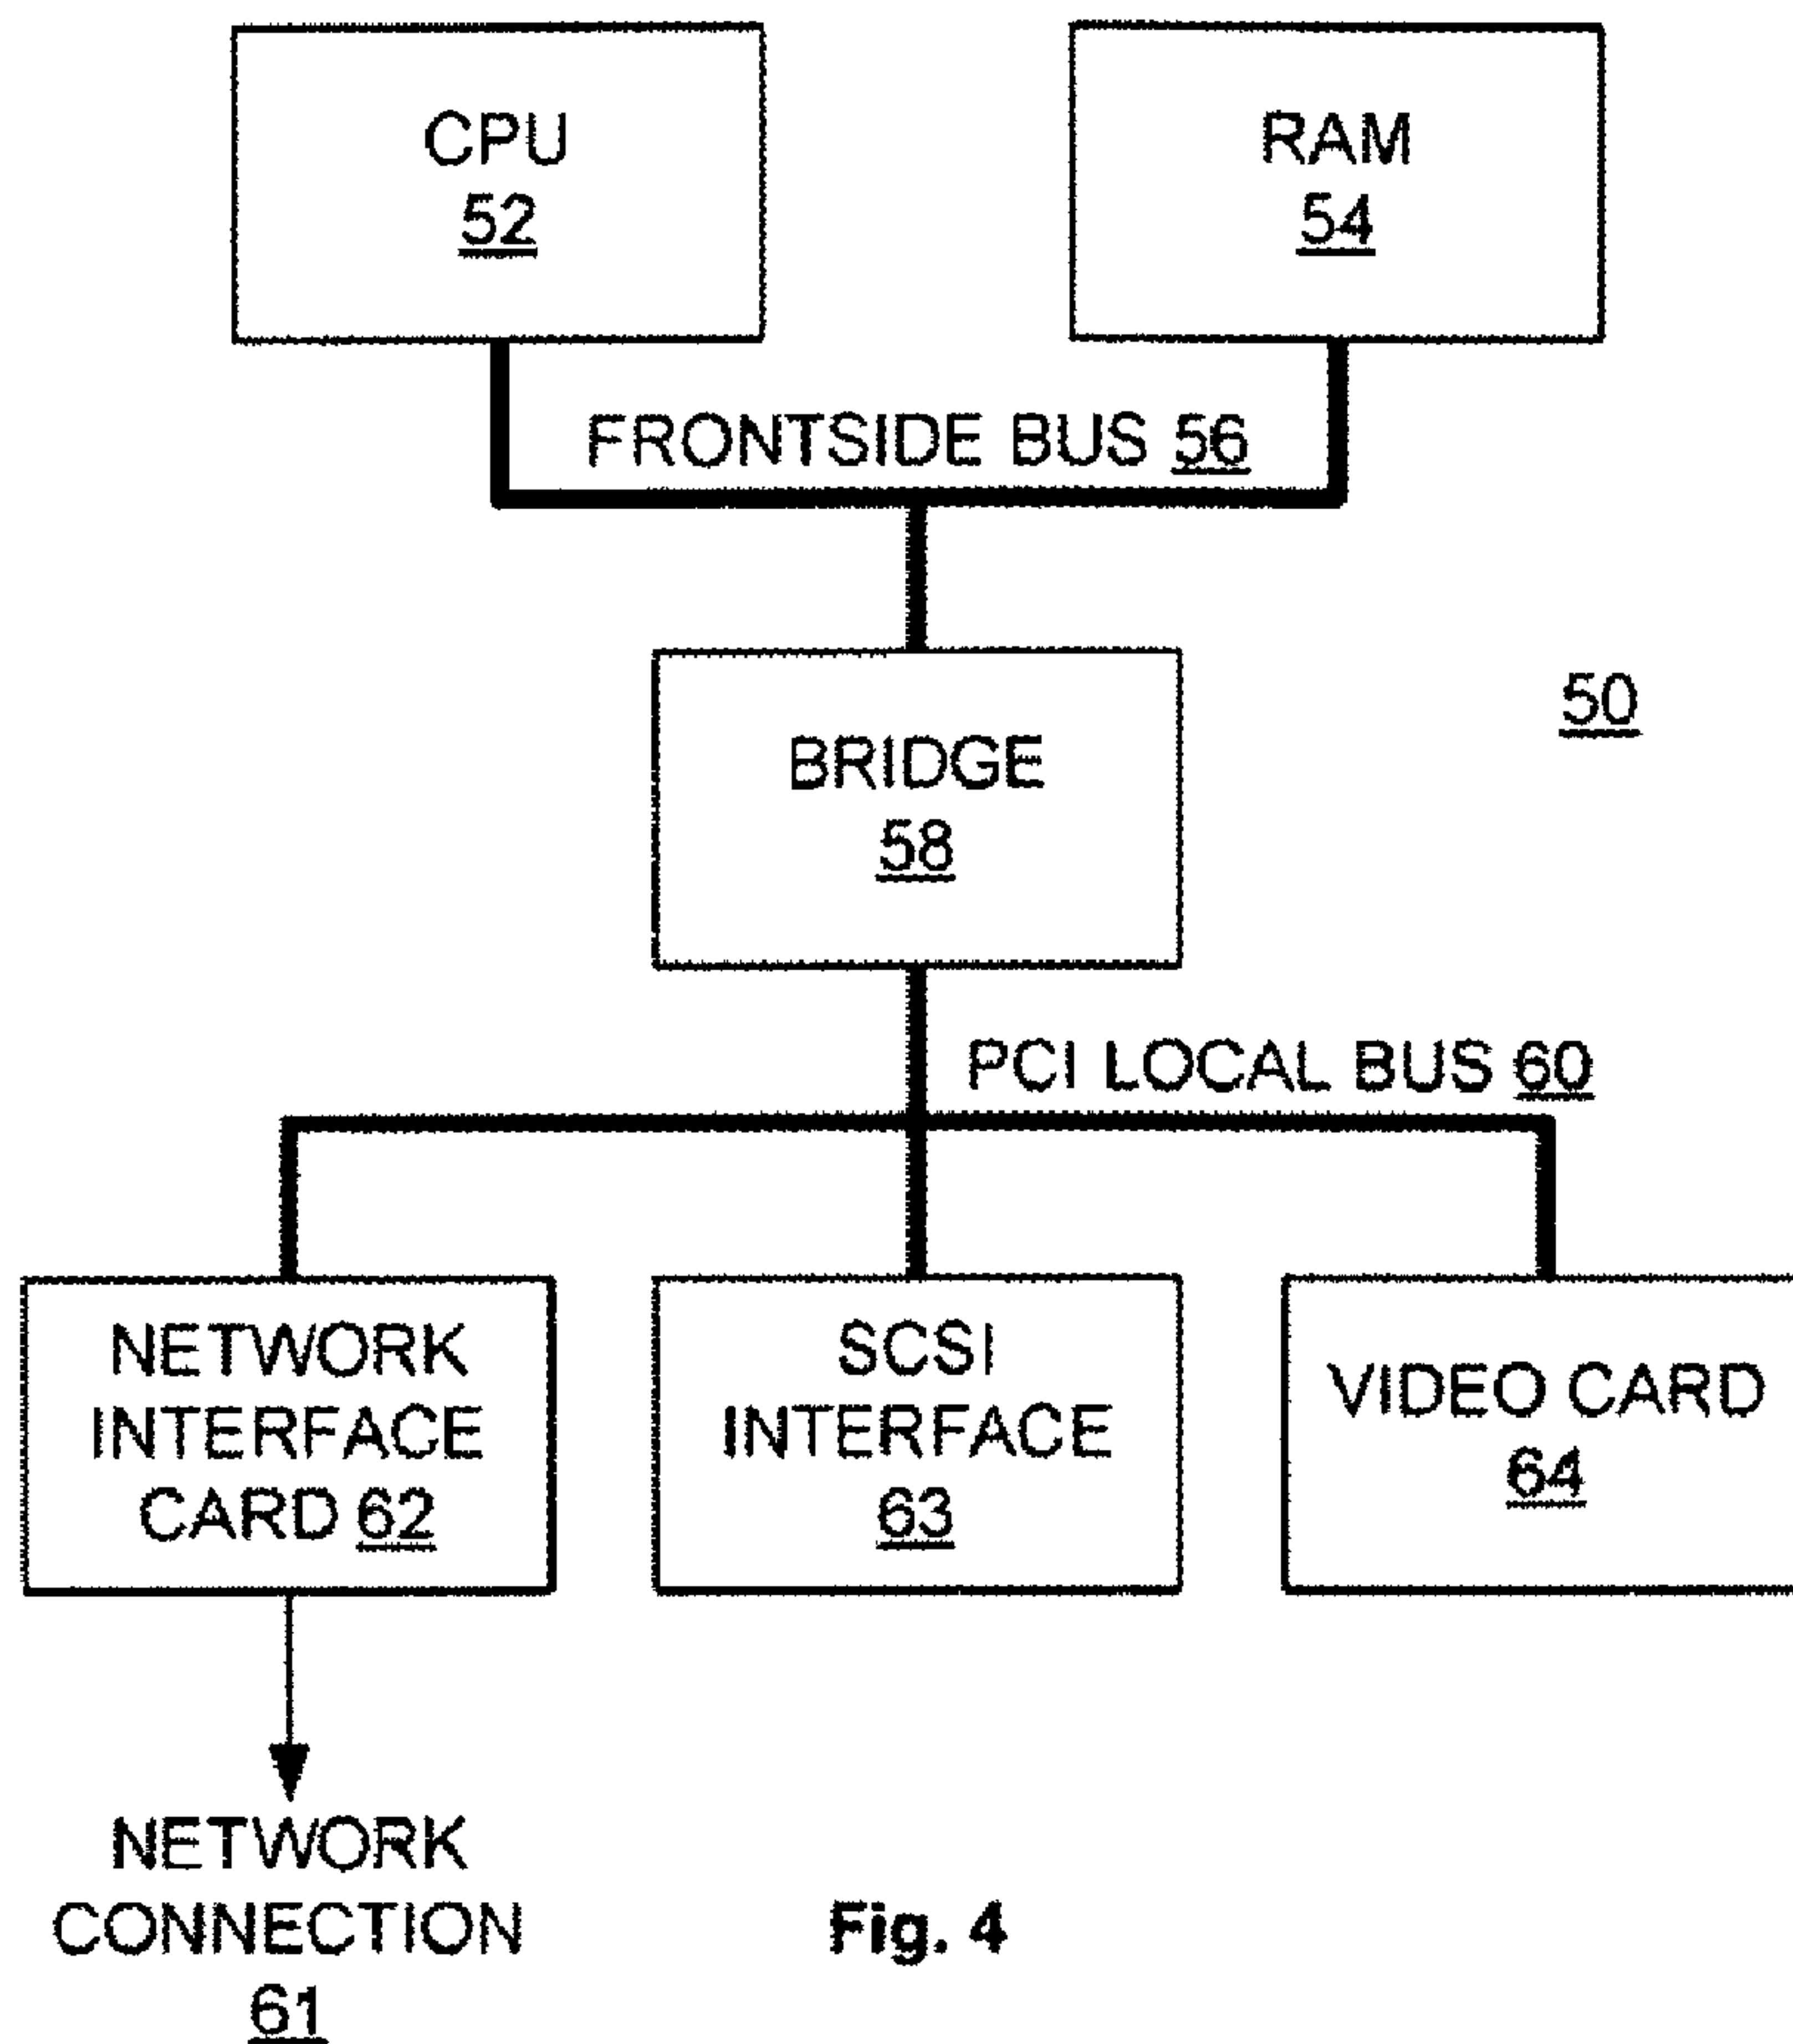 CPU
52
RAM
54
FRONTSIDE BUS 56
BRIDGE
58
50
PCI LOCAL BUS 60
NETWORK
INTERFACE
CARD 62
SCSI
INTERFACE
63
VIDEO CARD
64
NETWORK
CONNECTION
61
Fig. 4